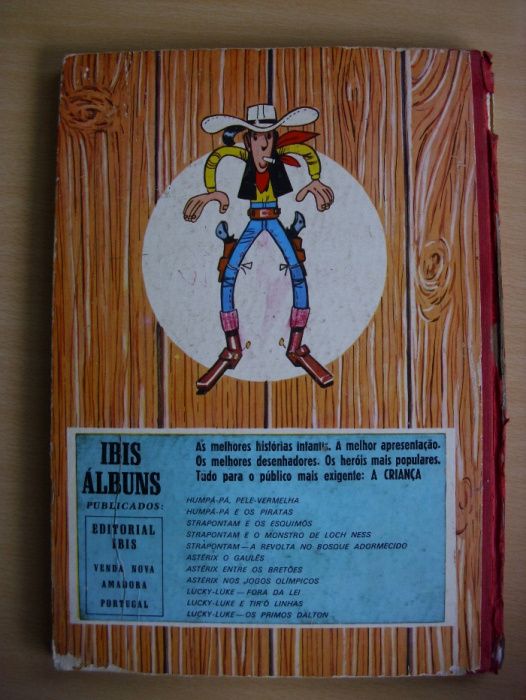 IBIS
ÁLBUNS
PUBLICADOS:
EDITORIAL
IBIS
VENDA NOVA
AMADORA
PORTUGAL
As melhores histórias infantis. A melhor apresentação.
Os melhores desenhadores. Os heróis mais populares.
Tudo para o público mais exigente: A CRIANÇA
HUMPÁ-PÁ, PELE-VERMELHA
HUMPÁ-PÁ E OS PIRATAS
STRAPONTAM E OS ESQUIMÓS
STRAPONTAM E O MONSTRO DE LOCH NESS
STRAPONTAM—A REVOLTA NO BOSQUE ADORMECIDO
ASTÉRIX O GAULÊS
ASTÉRIX ENTRE OS BRETÕES
ASTÉRIX NOS JOGOS OLÍMPICOS
LUCKY-LUKE—FORA DA LEI
LUCKY-LUKE E TIR'Ô LINHAS
LUCKY-LUKE—OS PRIMOS DALTON